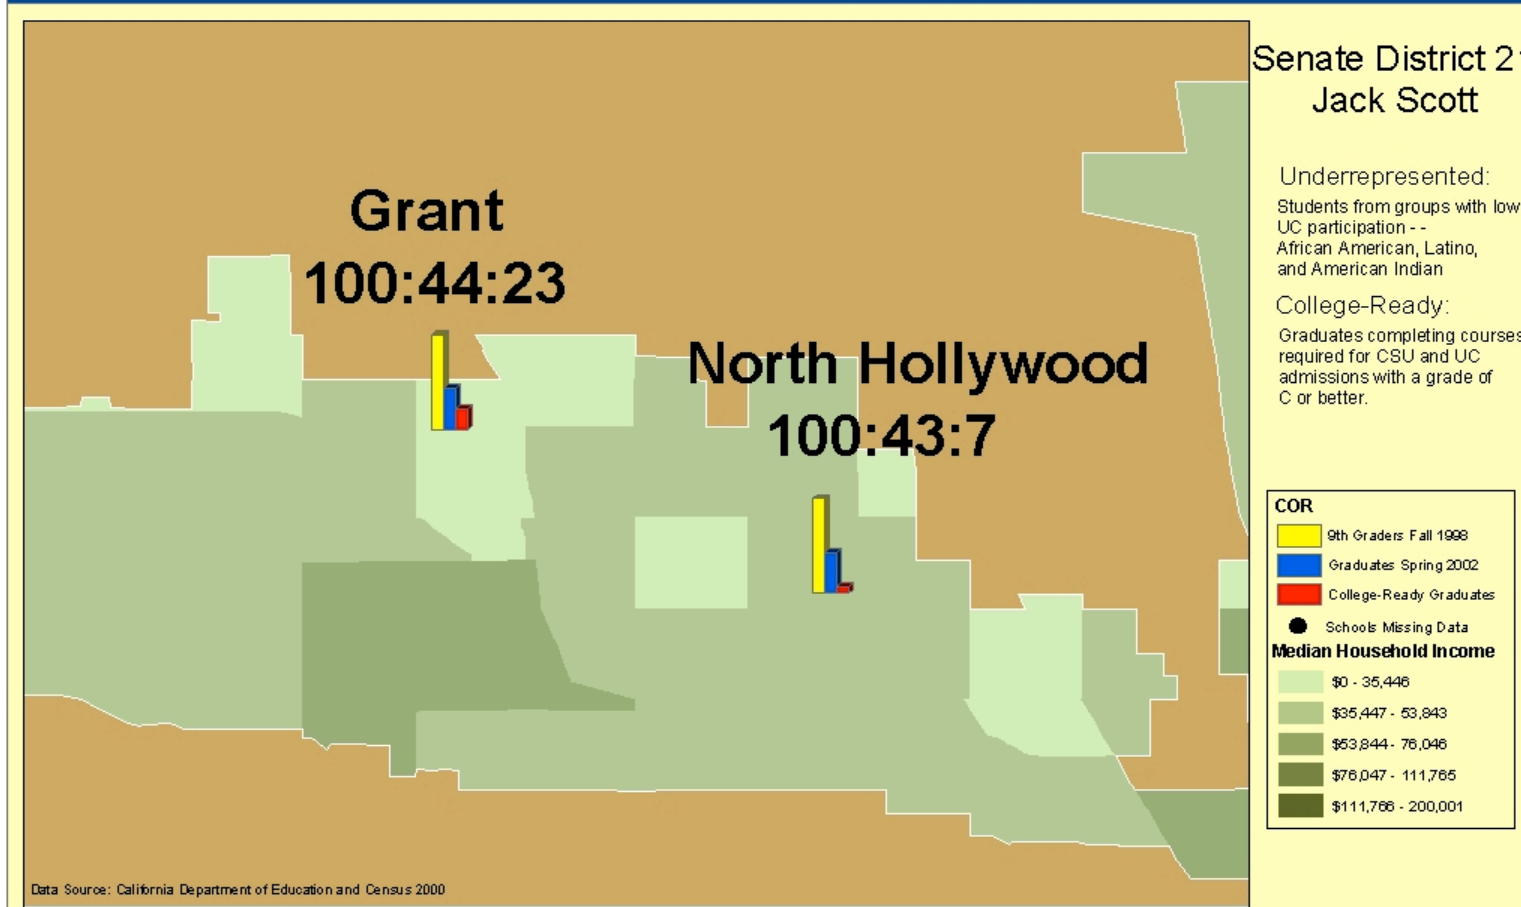 Senate District 2
Jack Scott
Grant
100:44:23
North Hollywood
100:43:7
Underrepresented:
Students from groups with low
UC participation - -
African American, Latino,
and American Indian
College-Ready:
Graduates completing courses
required for CSU and UC
admissions with a grade of
C or better.
COR
9th Graders Fall 1998
Graduates Spring 2002
College-Ready Graduates
Schools Missing Data
Median Household Income
$0 - 35,446
$35,447 - 53,843
$53,844 - 76,046
$76,047 - 111,765
$111,766 - 200,001
Data Source: California Department of Education and Census 2000